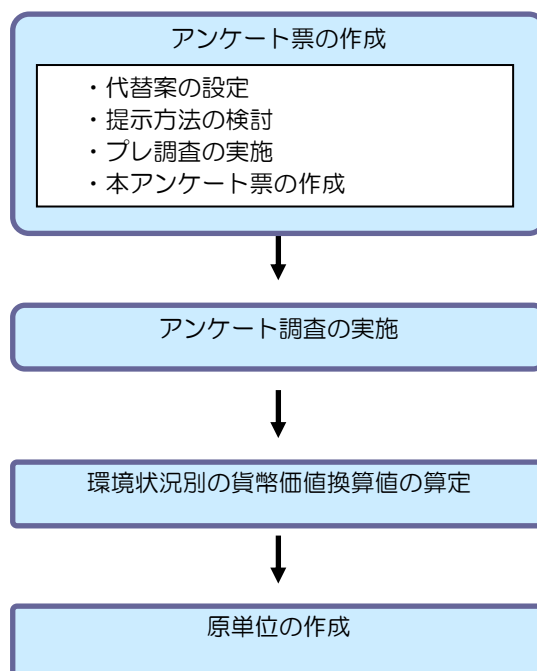 アンケート票の作成
・代替案の設定
・提示方法の検討
・プレ調査の実施
・本アンケート票の作成
アンケート調査の実施
環境状況別の貨幣価値換算値の算定
原単位の作成